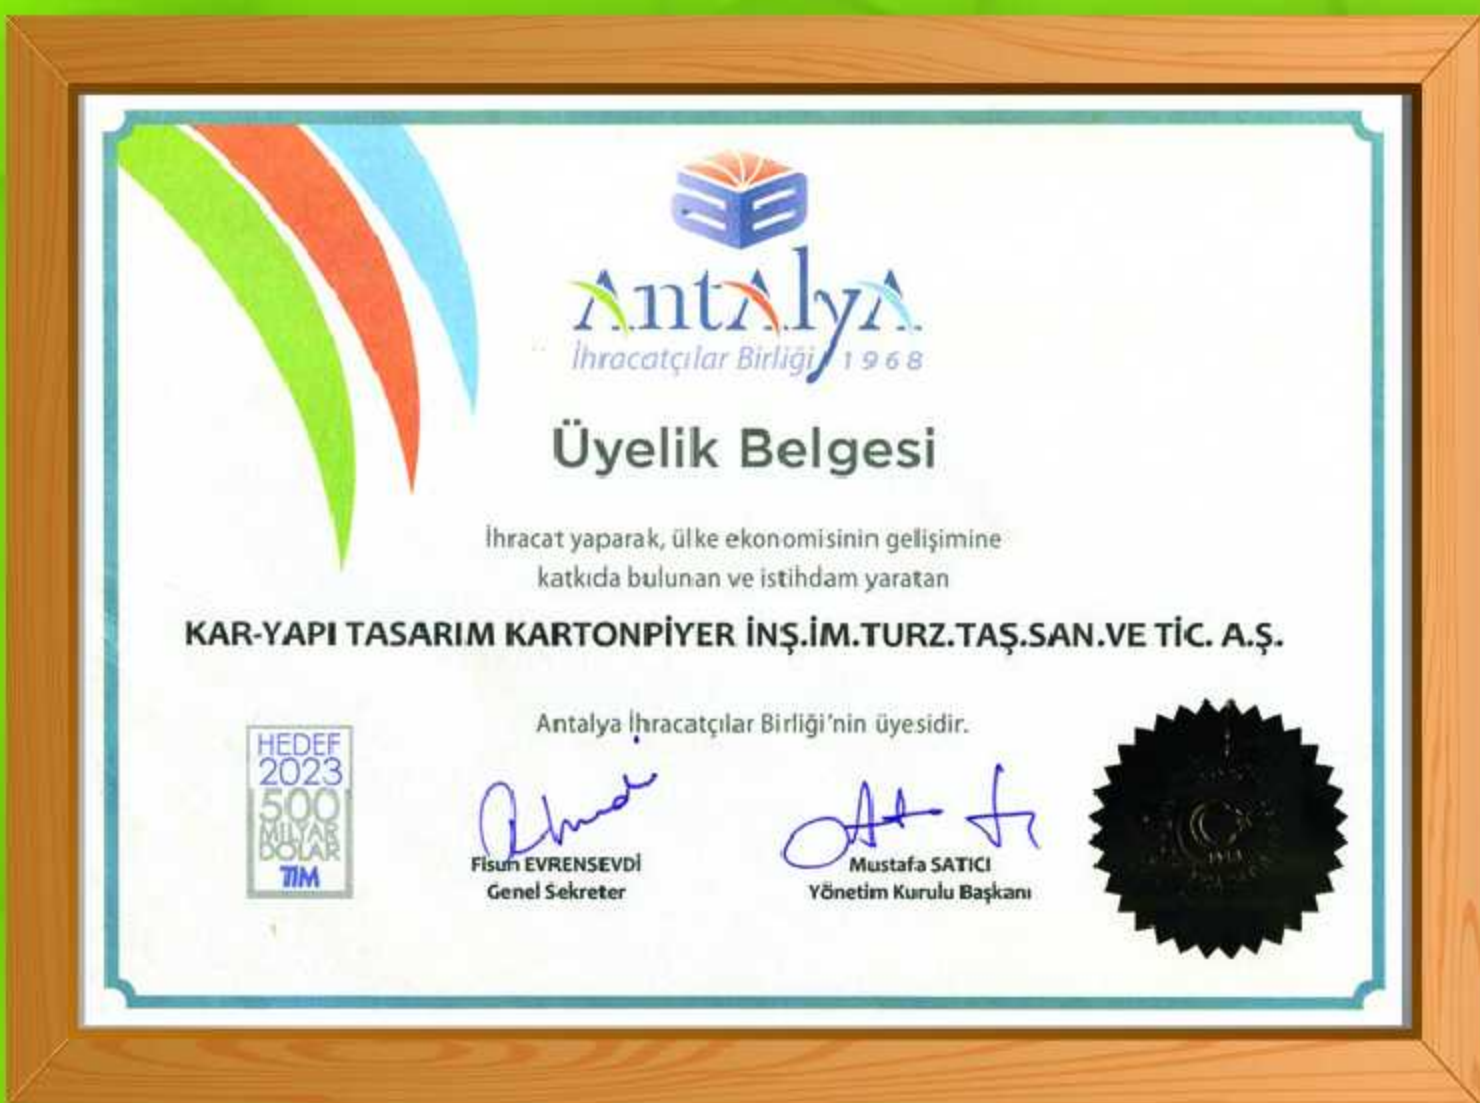 Antalya
İhracatçılar Birliği 1968
Üyelik Belgesi
İhracat yaparak, ülke ekonomisinin gelişimine
katkıda bulunan ve istihdam yaratan
KAR-YAPI TASARIM KARTONPİYER İNŞ.İM.TURZ.TAŞ.SAN.VE TİC. A.Ş.
Antalya İhracatçılar Birliği'nin üyesidir.
HEDEF
2023
500
MİLYAR
DOLAR
TİM
Fisun EVRENSEVDİ
Genel Sekreter
Mustafa SATICI
Yönetim Kurulu Başkanı